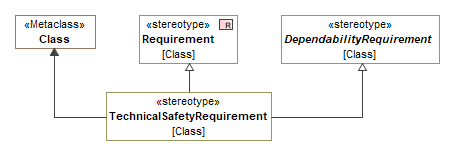 «Metaclass»
Class
«stereotype»
R
Requirement
[Class]
«stereotype»
DependabilityRequirement
[Class]
«stereotype»
TechnicalSafetyRequirement
[Class]